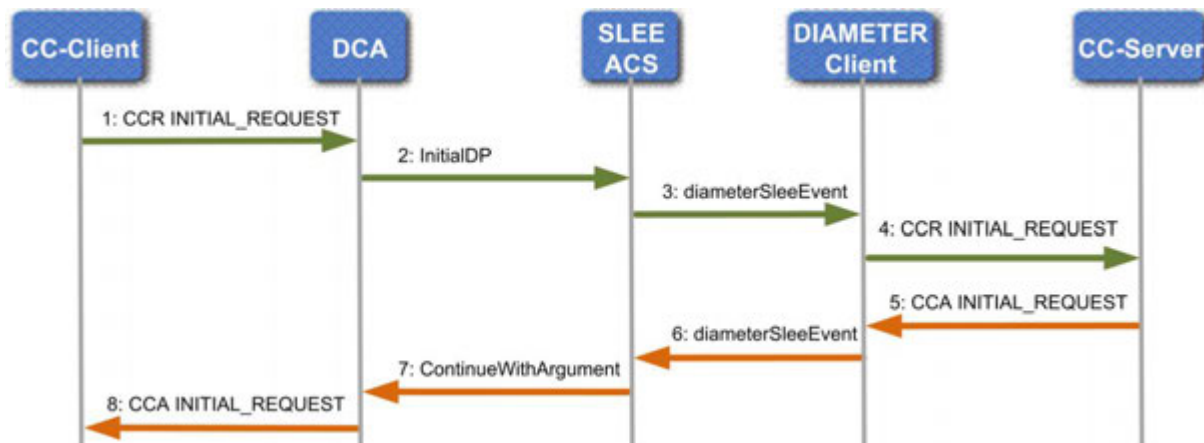 CC-Client
DCA
SLEE
ACS
DIAMETER
Client
CC-Server
1: CCR INITIAL_REQUEST
2: InitialDP
3: diameterSleeEvent
4: CCR INITIAL_REQUEST
5: CCA INITIAL_REQUEST
6: diameterSleeEvent
7: ContinueWithArgument
8: CCA INITIAL_REQUEST